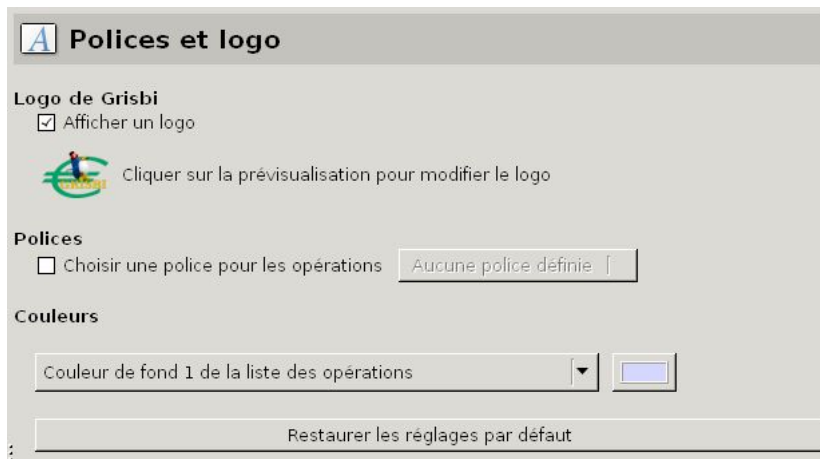 Polices et logo
Logo de Grisbi
Afficher un logo
GRISBI
Cliquer sur la prévisualisation pour modifier le logo
Polices
Choisir une police pour les opérations
Aucune police définie
Couleurs
Couleur de fond 1 de la liste des opérations
Restaurer les réglages par défaut